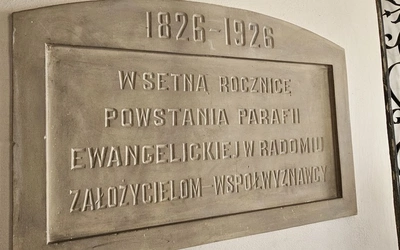 1826-1926
W SETNĄ ROCZNICĘ
POWSTANIA PARAFII
EWANGELICKIEJ W RADOMIU
ZAŁOŻYCIELOM WSPÓŁWYZNAWCY